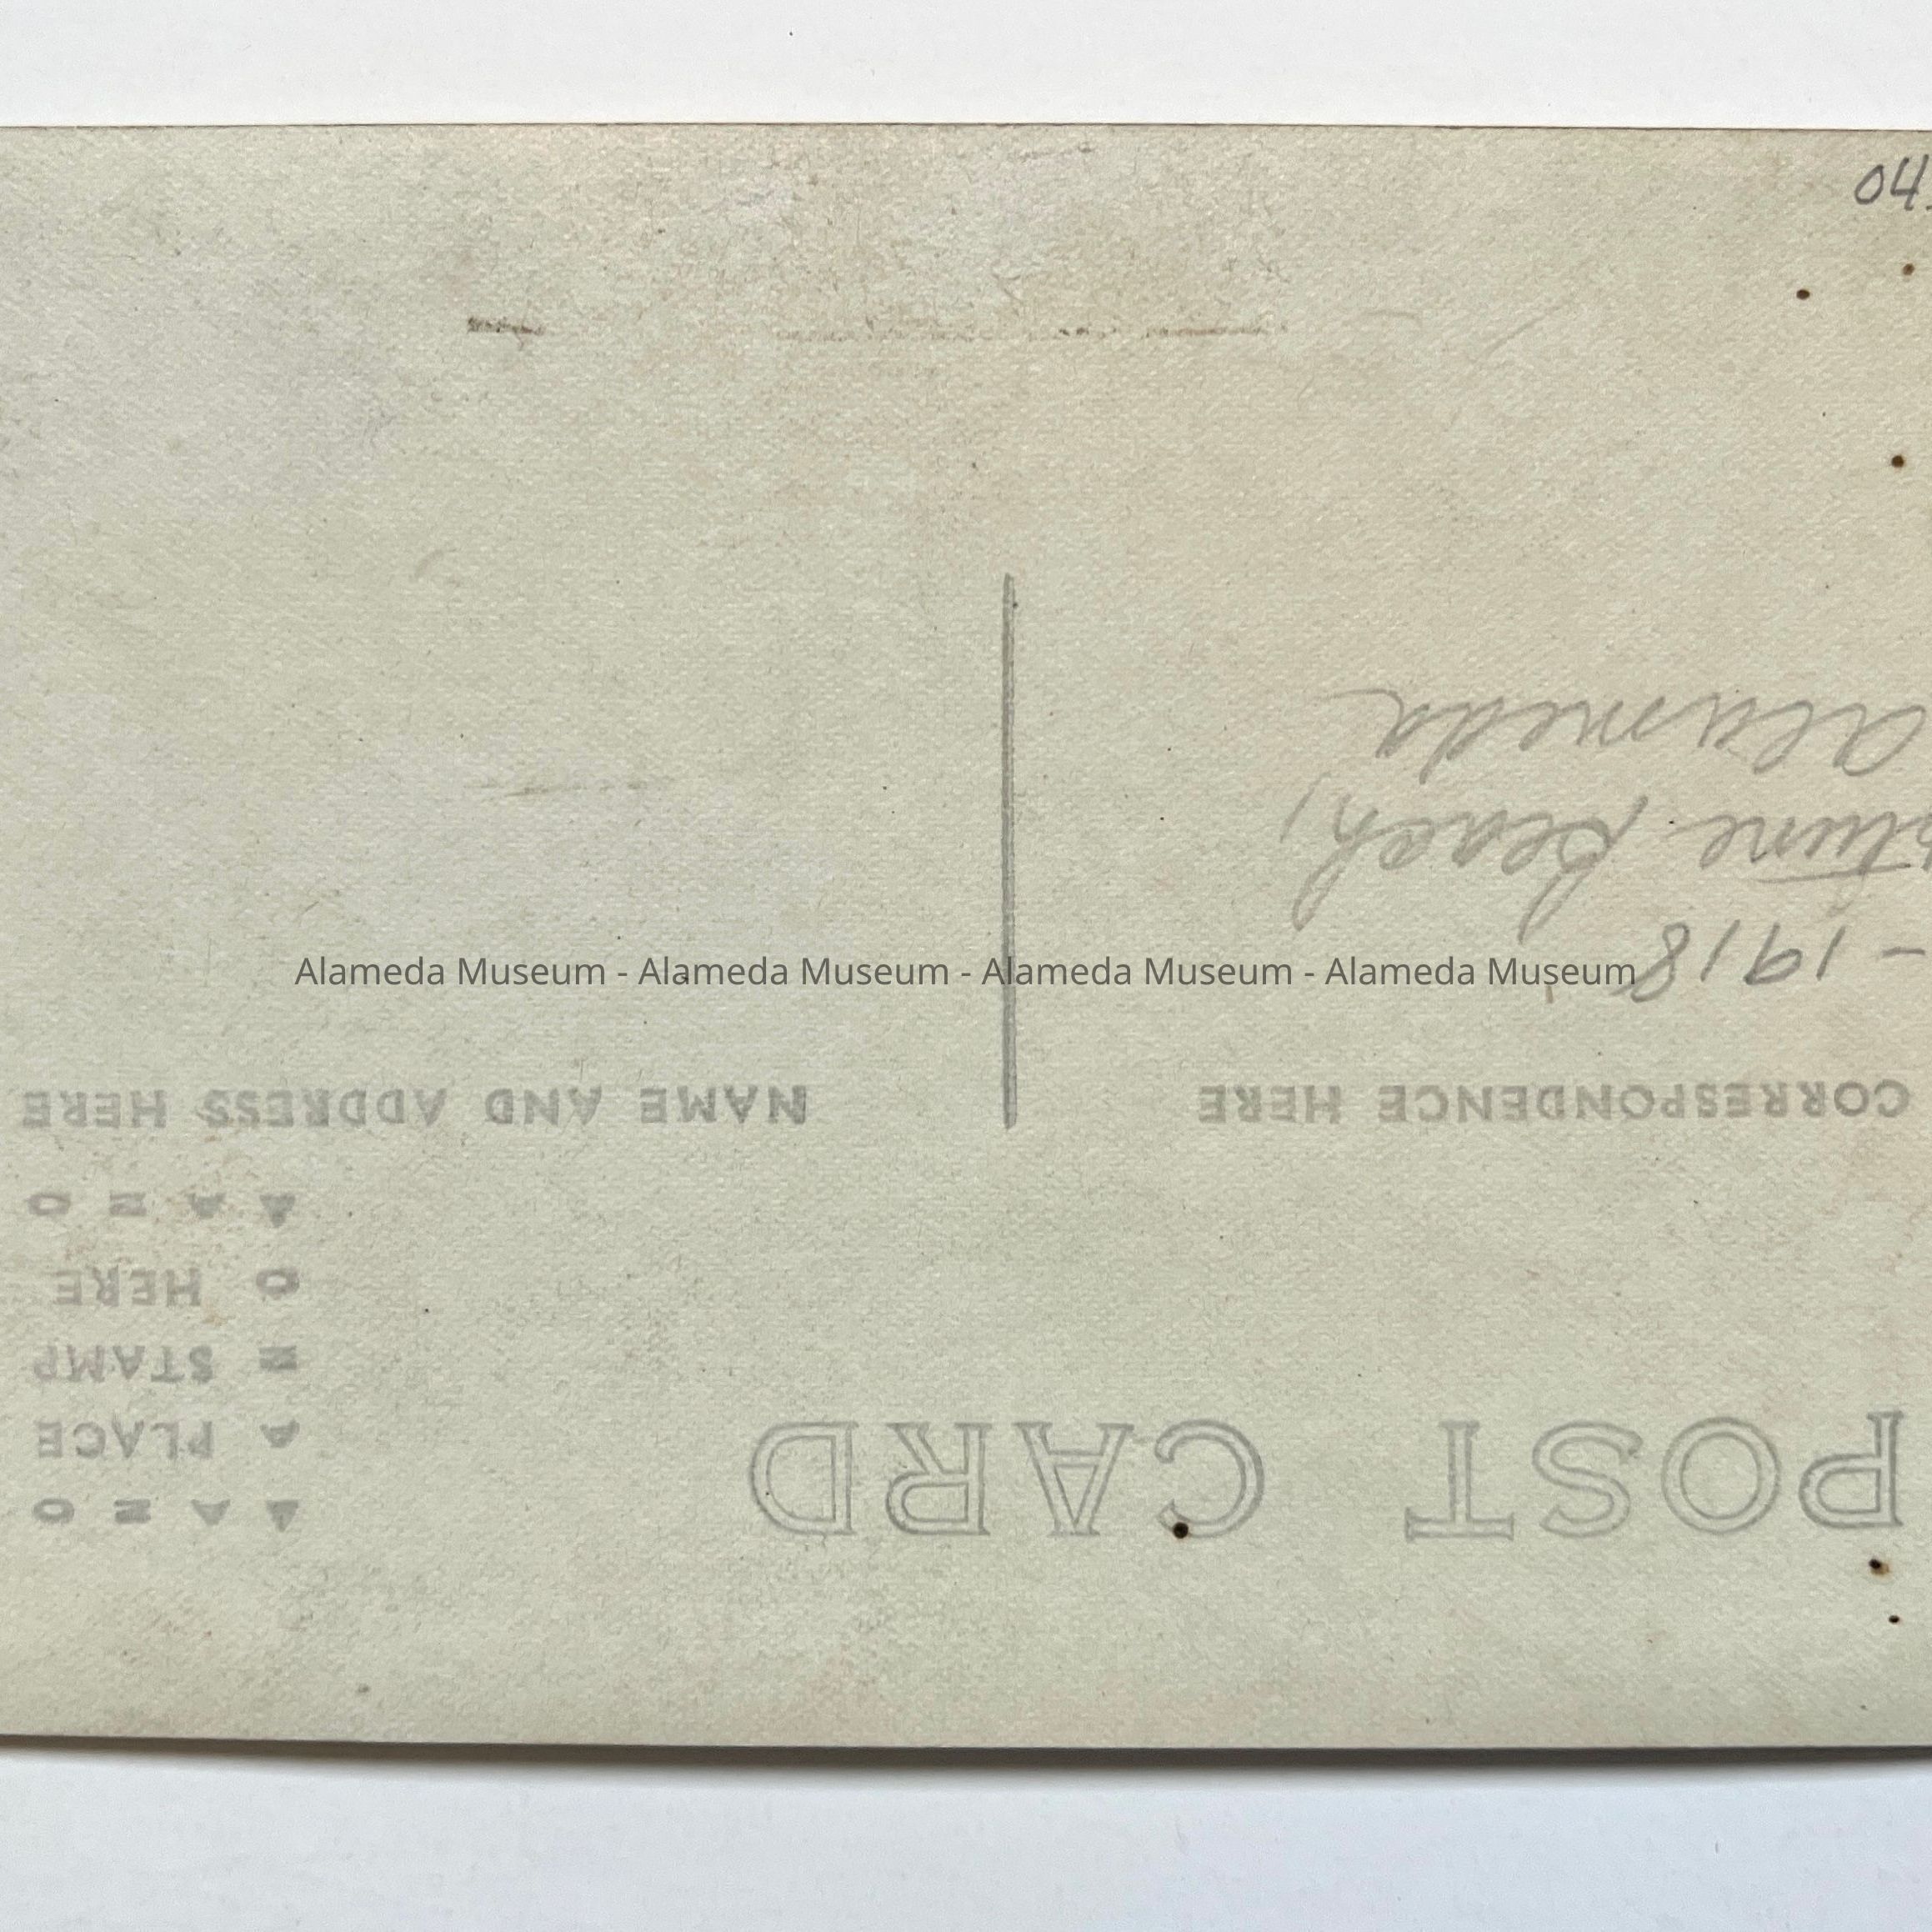 POST CARD
CORRESPONDENCE HERE
NAME AND ADDRESS HERE
A A Z O
A PLACE
Z STAMP
O HERE
A A Z O
- 1918
ptune beach,
Alameda
04.
Alameda Museum - Alameda Museum - Alameda Museum - Alameda Museum